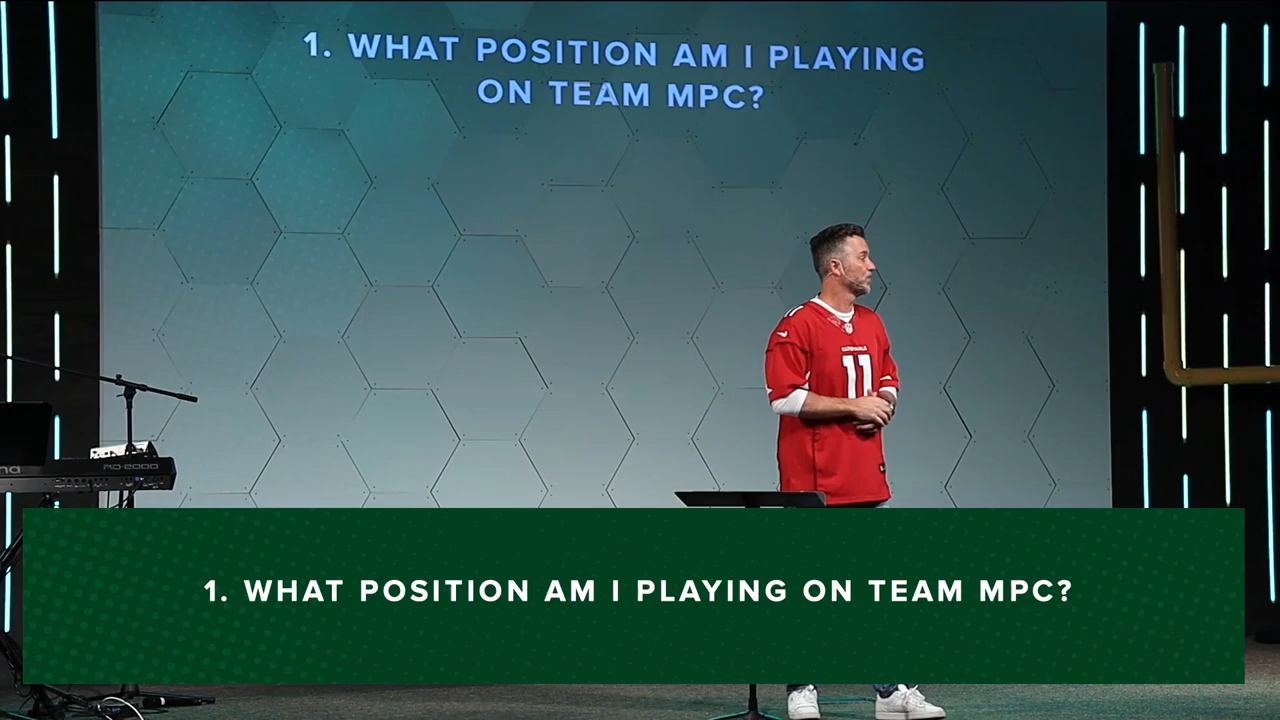 1. WHAT POSITION AM I PLAYING
ON TEAM MPC?
CARDINALS
11
RD-2000
na
1. WHAT POSITION AM I PLAYING ON TEAM MPC?